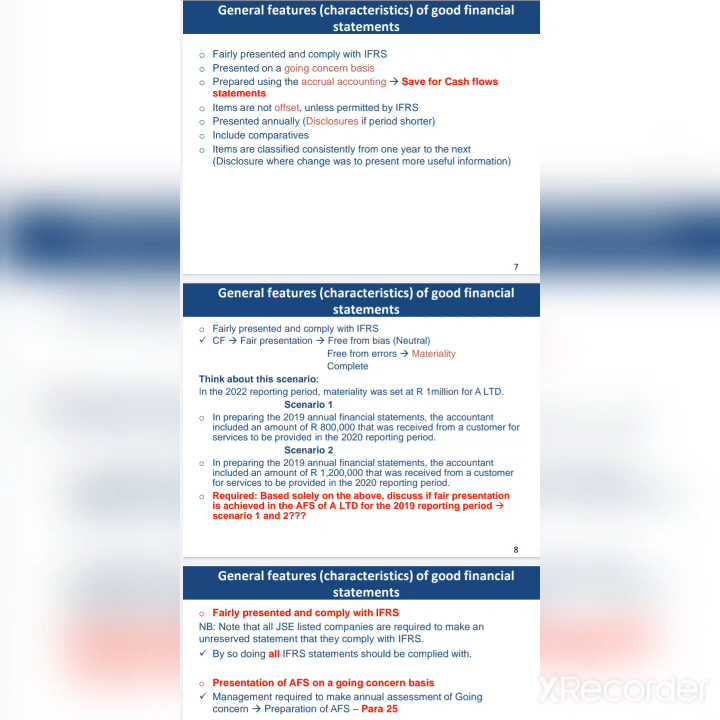 General features (characteristics) of good financial
statements
o Fairly presented and comply with IFRS
o Presented on a going concern basis
o Prepared using the accrual accounting → Save for Cash flows
statements
o Items are not offset, unless permitted by IFRS
o Presented annually (Disclosures if period shorter)
o Include comparatives
o Items are classified consistently from one year to the next
(Disclosure where change was to present more useful information)
7
General features (characteristics) of good financial
statements
o Fairly presented and comply with IFRS
✓ CF → Fair presentation → Free from bias (Neutral)
Free from errors → Materiality
Complete
Think about this scenario:
In the 2022 reporting period, materiality was set at R 1million for A LTD.
Scenario 1
o In preparing the 2019 annual financial statements, the accountant
included an amount of R 800,000 that was received from a customer for
services to be provided in the 2020 reporting period.
Scenario 2
o In preparing the 2019 annual financial statements, the accountant
included an amount of R 1,200,000 that was received from a customer
for services to be provided in the 2020 reporting period.
o Required: Based solely on the above, discuss if fair presentation
is achieved in the AFS of A LTD for the 2019 reporting period →
scenario 1 and 2???
8
General features (characteristics) of good financial
statements
o Fairly presented and comply with IFRS
NB: Note that all JSE listed companies are required to make an
unreserved statement that they comply with IFRS.
✓ By so doing all IFRS statements should be complied with.
o Presentation of AFS on a going concern basis
✓ Management required to make annual assessment of Going
concern → Preparation of AFS – Para 25
XRecorder